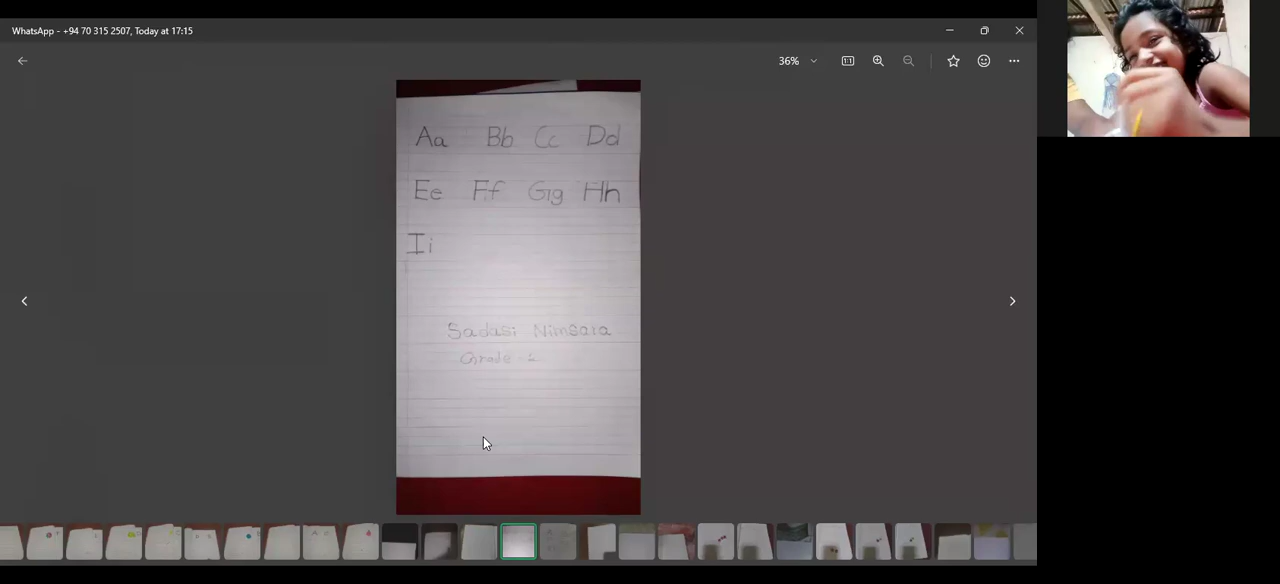 WhatsApp - +94 70 315 2507, Today at 17:15
36%
Aa Bb Cc Dd
Ee Ff Gg Hh
Ii
Sadasi Nimsara
Grade -